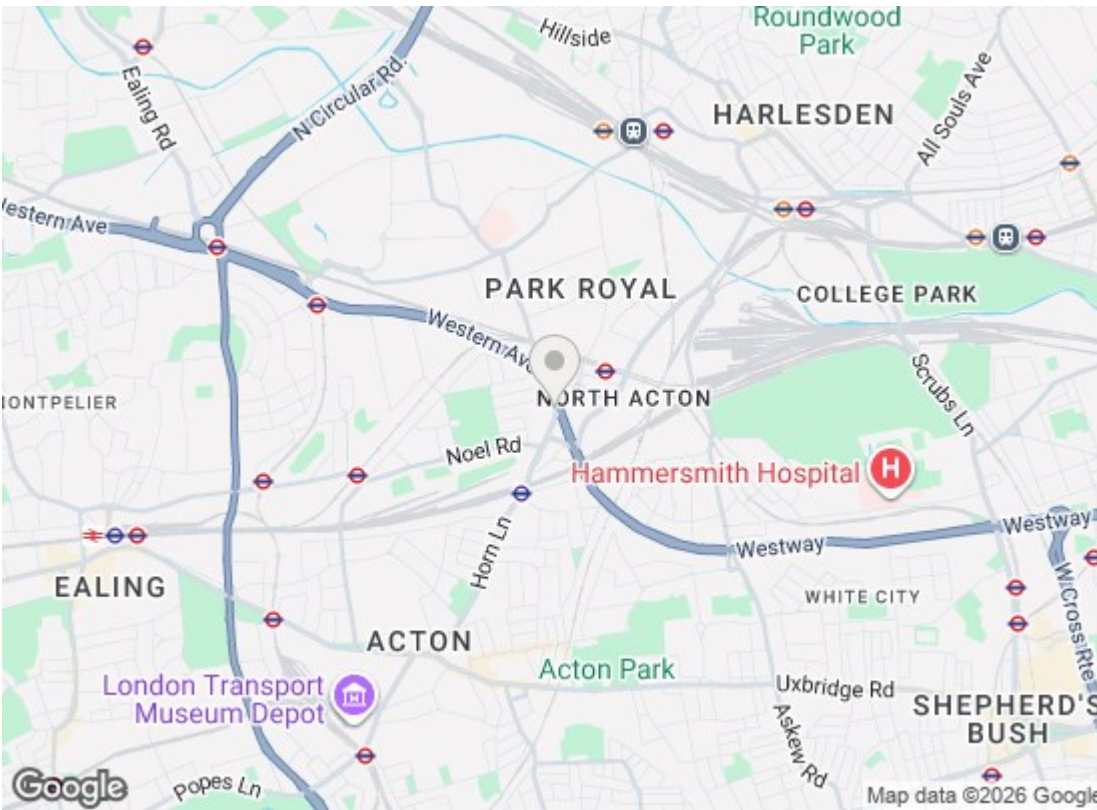 Roundwood
Park
Hillside
Ealing Rd
N Circular Rd.
HARLESDEN
All Souls Ave
Western Ave
PARK ROYAL
COLLEGE PARK
Western Ave
Scrubs Ln
MONTPELIER
NORTH ACTON
Noel Rd
Hammersmith Hospital
H
Horn Ln
Westway
Westway
EALING
WHITE CITY
W Cross Rte
ACTON
Acton Park
London Transport
Museum Depot
Uxbridge Rd
SHEPHERD'S
BUSH
Askew Rd
Popes Ln
Google
Map data ©2026 Google